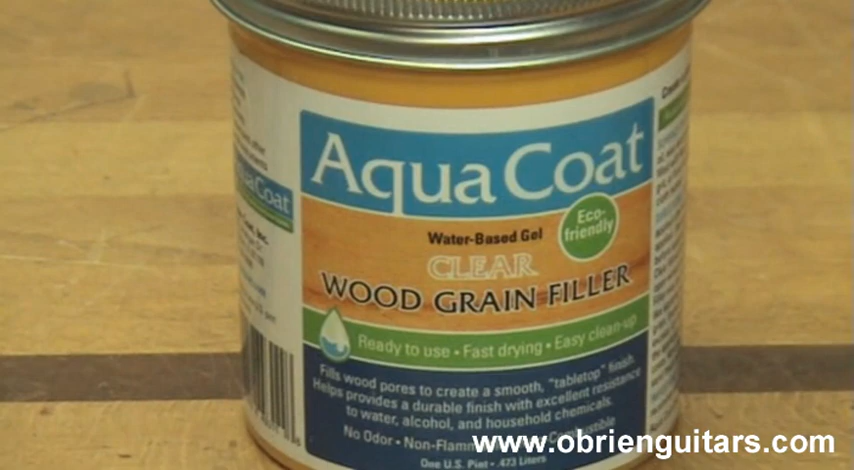 Aqua Coat
Water-Based Gel
Eco-
friendly
CLEAR
WOOD GRAIN FILLER
Ready to use • Fast drying • Easy clean-up
Fills wood pores to create a smooth, "tabletop" finish.
Helps provides a durable finish with excellent resistance
to water, alcohol, and household chemicals.
No Odor • Non-Flamm Combustible
One U.S. Pint • .473 Liters
www.obrienguitars.com
aCoat